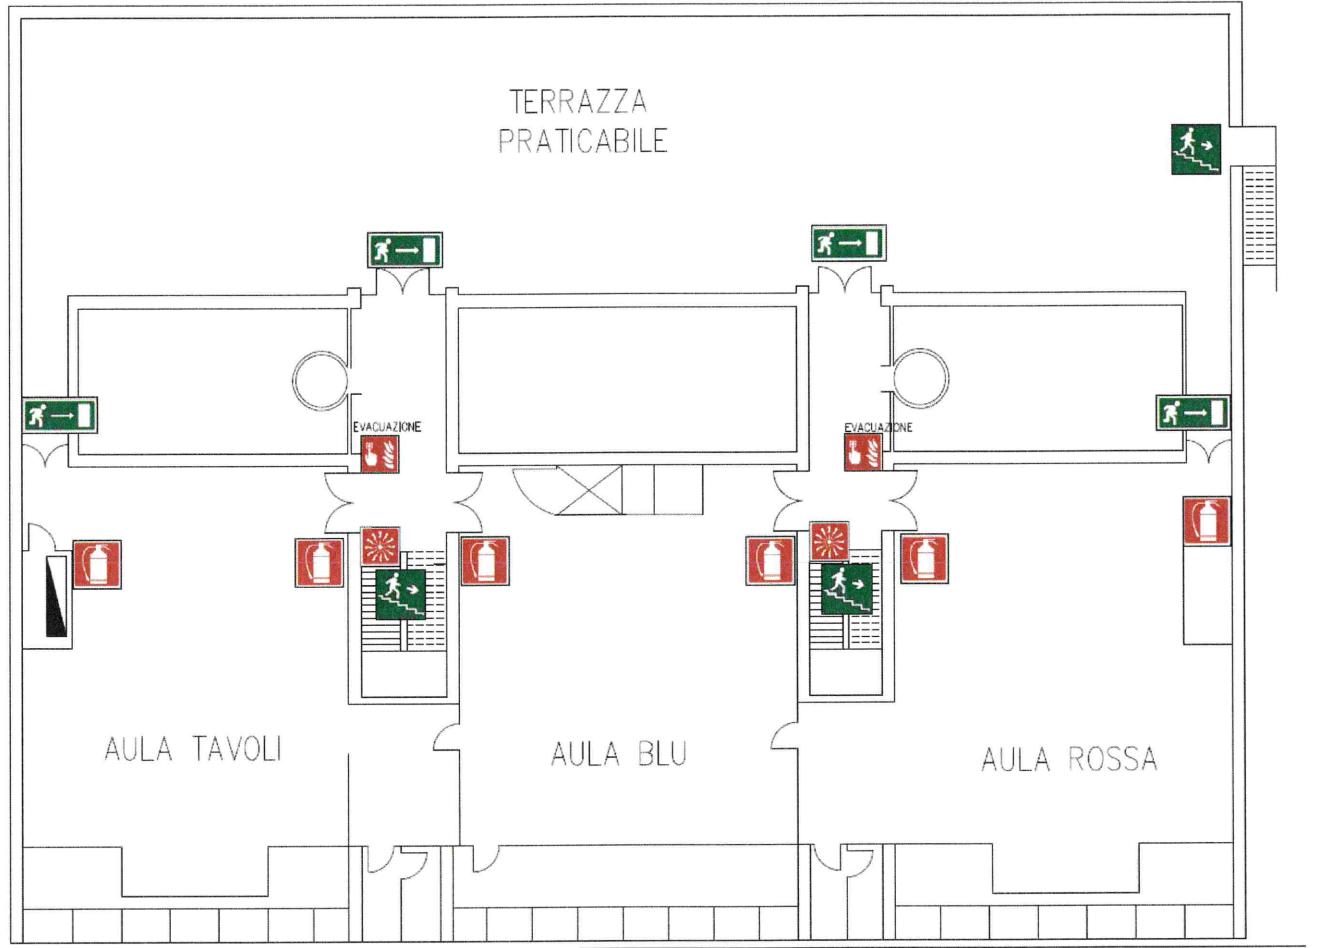 TERRAZZA
PRATICABILE
EVACUAZIONE
EVACUAZIONE
AULA TAVOLI
AULA BLU
AULA ROSSA